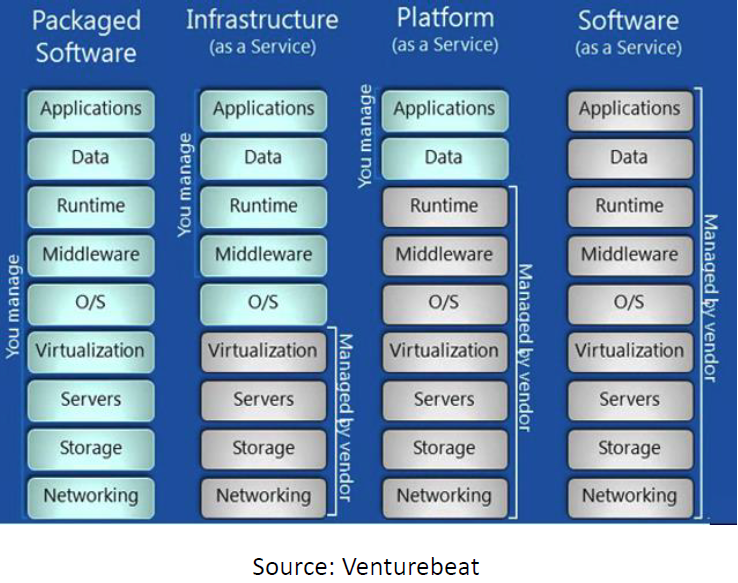 Packaged
Software
You manage
Applications
Data
Runtime
Middleware
O/S
Virtualization
Servers
Storage
Networking
Infrastructure
(as a Service)
You manage
Applications
Data
Runtime
Middleware
O/S
Virtualization
Servers
Storage
Networking
Managed by vendor
Platform
(as a Service)
You manage
Applications
Data
Runtime
Middleware
O/S
Virtualization
Servers
Storage
Networking
Managed by vendor
Software
(as a Service)
Applications
Data
Runtime
Middleware
O/S
Virtualization
Servers
Storage
Networking
Managed by vendor
Source: Venturebeat